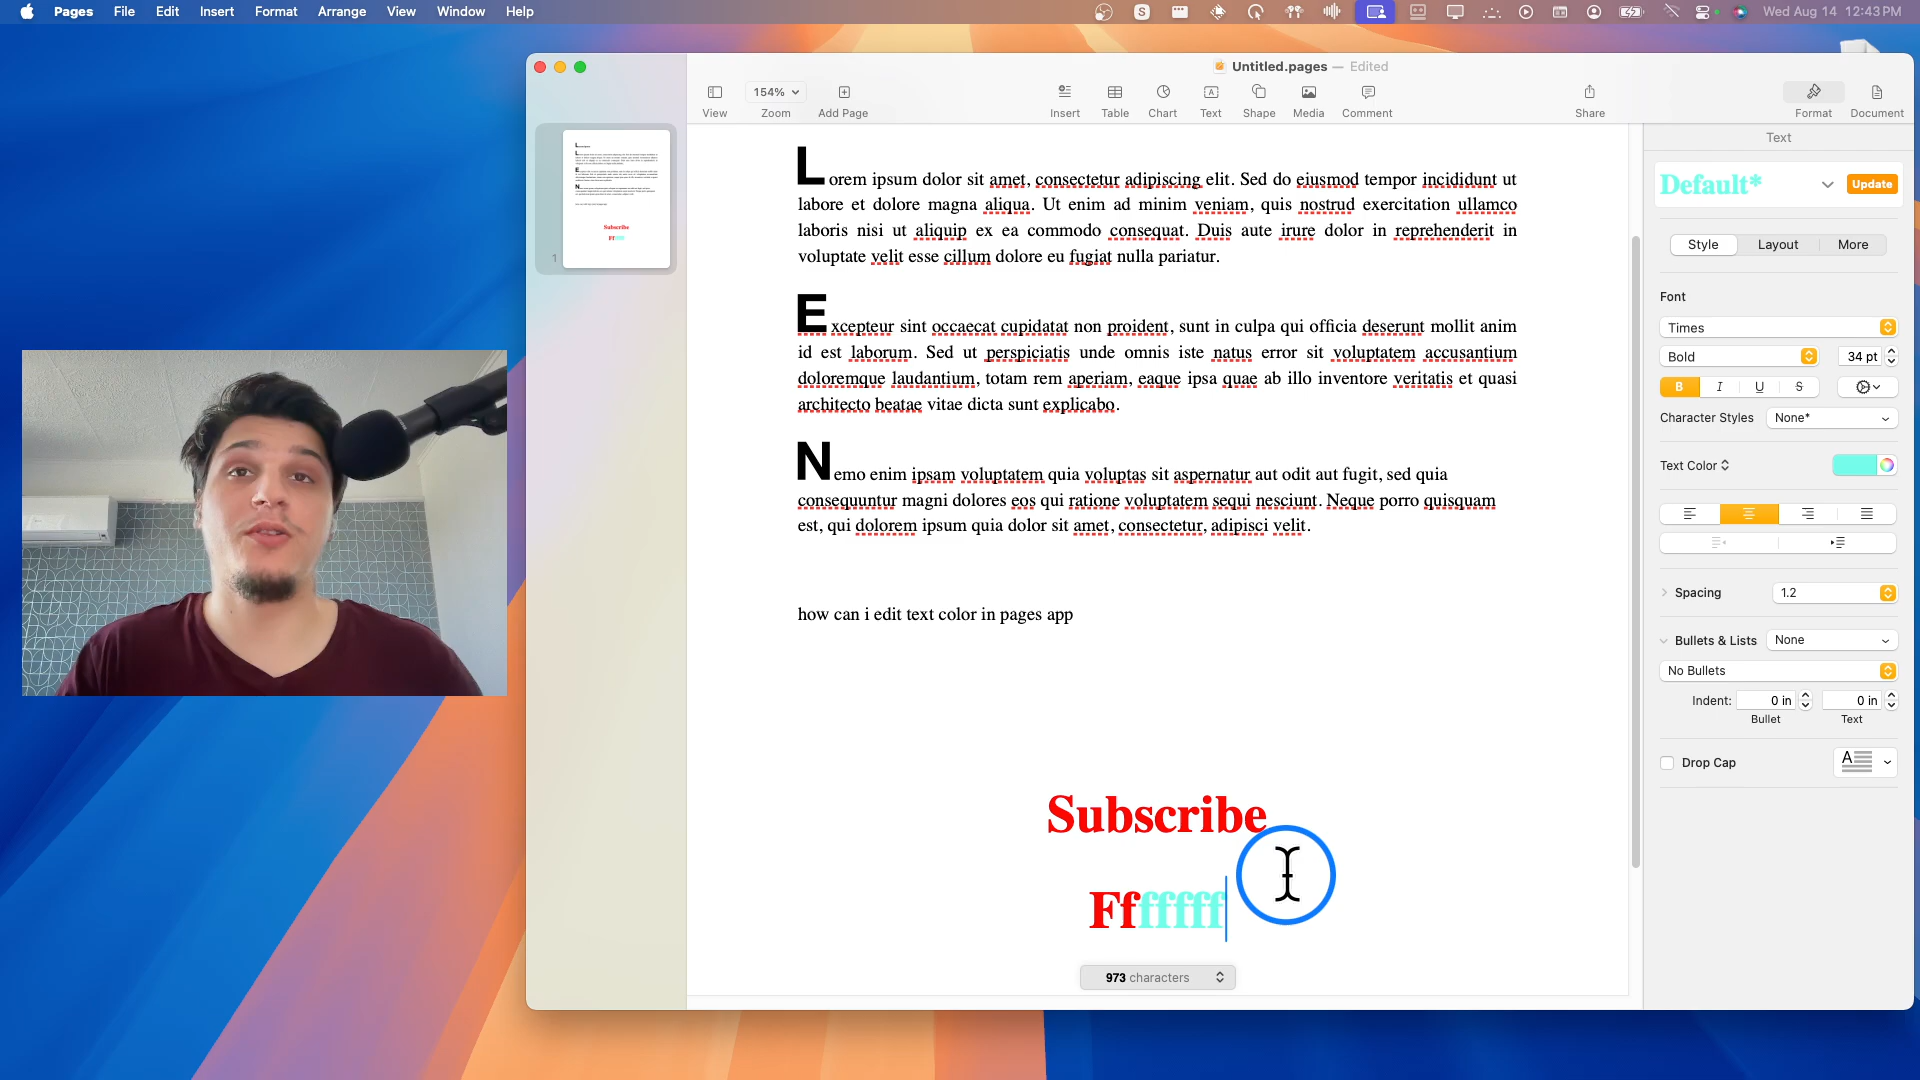 Pages File Edit Insert Format Arrange View Window Help
S
Wed Aug 14 12:43 PM
Untitled.pages — Edited
View
154%
Zoom
Add Page
Insert
Table
Chart
Text
Shape
Media
Comment
Share
Format
Document
1
Subscribe
Lorem ipsum dolor sit amet, consectetur adipiscing elit. Sed do eiusmod tempor incididunt ut
labore et dolore magna aliqua. Ut enim ad minim veniam, quis nostrud exercitation ullamco
laboris nisi ut aliquip ex ea commodo consequat. Duis aute irure dolor in reprehenderit in
voluptate velit esse cillum dolore eu fugiat nulla pariatur.
Excepteur sint occaecat cupidatat non proident, sunt in culpa qui officia deserunt mollit anim
id est laborum. Sed ut perspiciatis unde omnis iste natus error sit voluptatem accusantium
doloremque laudantium, totam rem aperiam, eaque ipsa quae ab illo inventore veritatis et quasi
architecto beatae vitae dicta sunt explicabo.
Nemo enim ipsam voluptatem quia voluptas sit aspernatur aut odit aut fugit, sed quia
consequuntur magni dolores eos qui ratione voluptatem sequi nesciunt. Neque porro quisquam
est, qui dolorem ipsum quia dolor sit amet, consectetur, adipisci velit.
how can i edit text color in pages app
Subscribe
Fffffff
973 characters
Text
Default*
Update
Style Layout More
Font
Times
Bold
34 pt
B I U S
Character Styles None*
Text Color
Spacing 1.2
Bullets & Lists None
No Bullets
Indent: 0 in 0 in
Bullet Text
Drop Cap
A